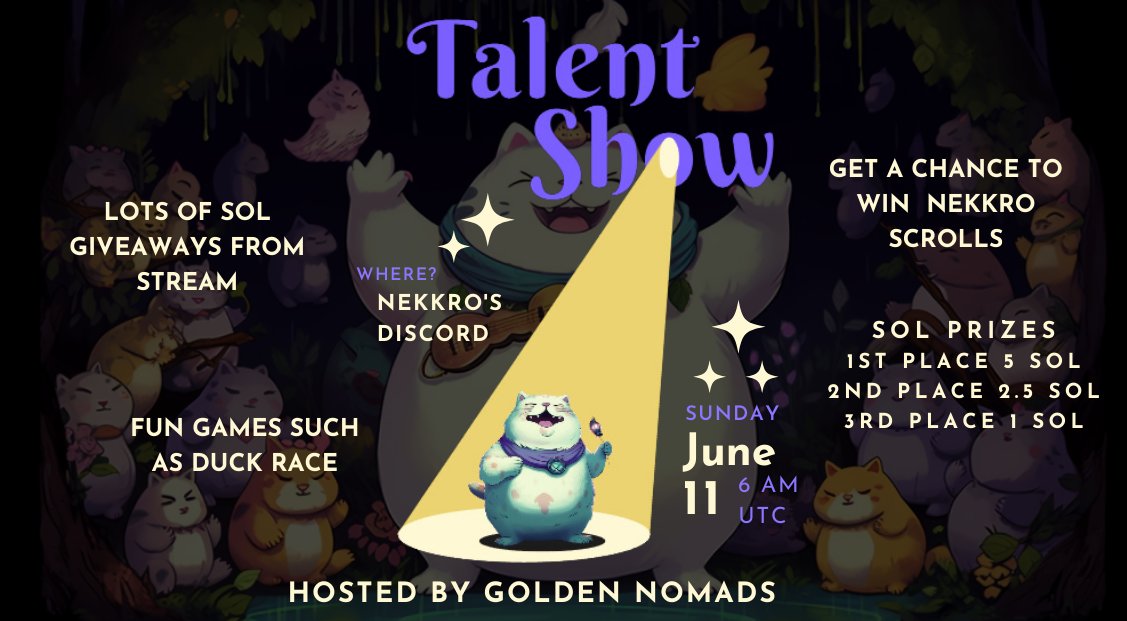 Talent
Show
LOTS OF SOL
GIVEAWAYS FROM
STREAM
WHERE?
NEKKRO'S
DISCORD
FUN GAMES SUCH
AS DUCK RACE
GET A CHANCE TO
WIN NEKKRO
SCROLLS
SOL PRIZES
1ST PLACE 5 SOL
2ND PLACE 2.5 SOL
3RD PLACE 1 SOL
SUNDAY
June
11 6 AM
UTC
HOSTED BY GOLDEN NOMADS